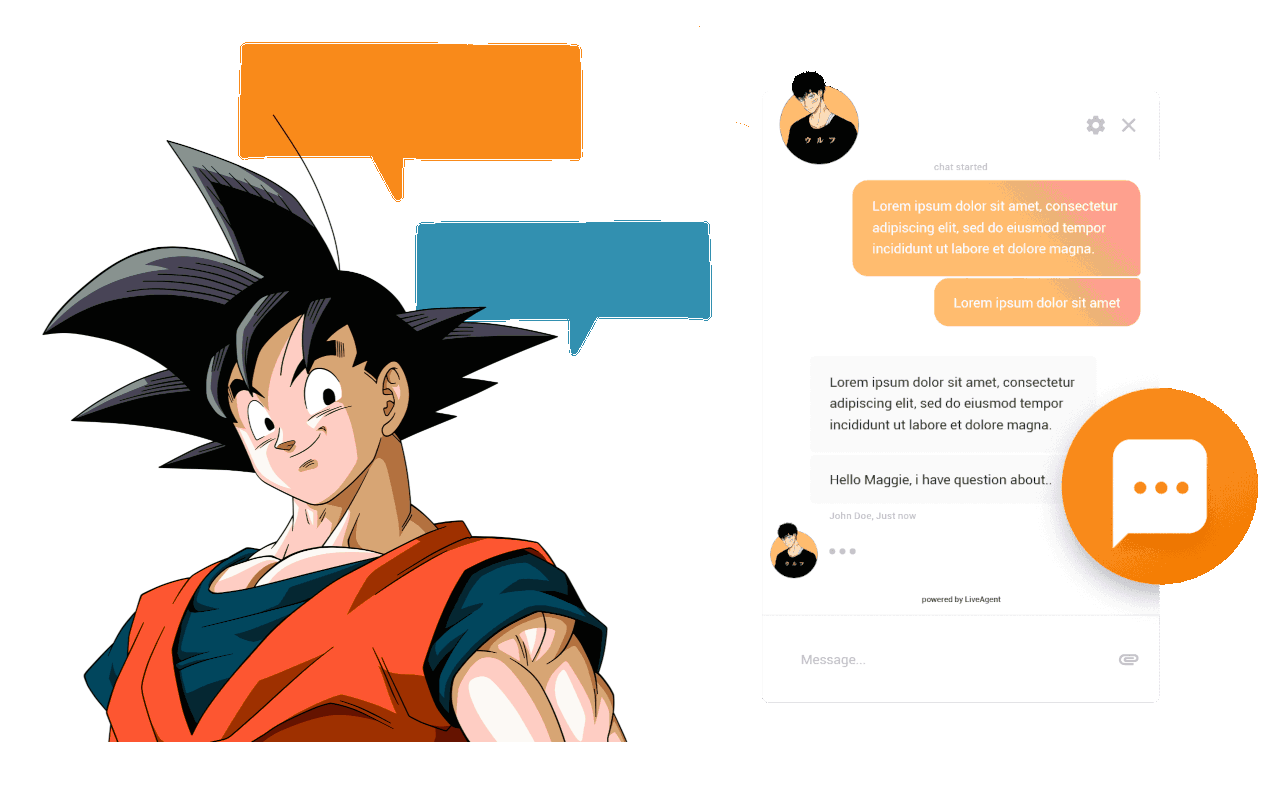 ウルフ
chat started
Lorem ipsum dolor sit amet, consectetur
adipiscing elit, sed do eiusmod tempor
incididunt ut labore et dolore magna.
Lorem ipsum dolor sit amet
Lorem ipsum dolor sit amet, consectetur
adipiscing elit, sed do eiusmod tempor
incididunt ut labore et dolore magna.
Hello Maggie, i have question about..
John Doe, Just now
ウルフ
powered by LiveAgent
Message...